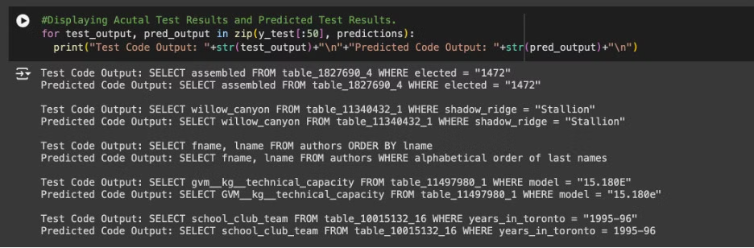 #Displaying Acutal Test Results and Predicted Test Results.
for test_output, pred_output in zip(y_test[:50], predictions):
print("Test Code Output: "+str(test_output)+"\n"+"Predicted Code Output: "+str(pred_output)+"\n")
Test Code Output: SELECT assembled FROM table_1827690_4 WHERE elected = "1472"
Predicted Code Output: SELECT assembled FROM table_1827690_4 WHERE elected = "1472"
Test Code Output: SELECT willow_canyon FROM table_11340432_1 WHERE shadow_ridge = "Stallion"
Predicted Code Output: SELECT willow_canyon FROM table_11340432_1 WHERE shadow_ridge = "Stallion"
Test Code Output: SELECT fname, lname FROM authors ORDER BY lname
Predicted Code Output: SELECT fname, lname FROM authors WHERE alphabetical order of last names
Test Code Output: SELECT gvm__kg__technical_capacity FROM table_11497980_1 WHERE model = "15.180E"
Predicted Code Output: SELECT GVM__kg__technical_capacity FROM table_11497980_1 WHERE model = "15.180e"
Test Code Output: SELECT school_club_team FROM table_10015132_16 WHERE years_in_toronto = "1995-96"
Predicted Code Output: SELECT school_club_team FROM table_10015132_16 WHERE years_in_toronto = 1995-96